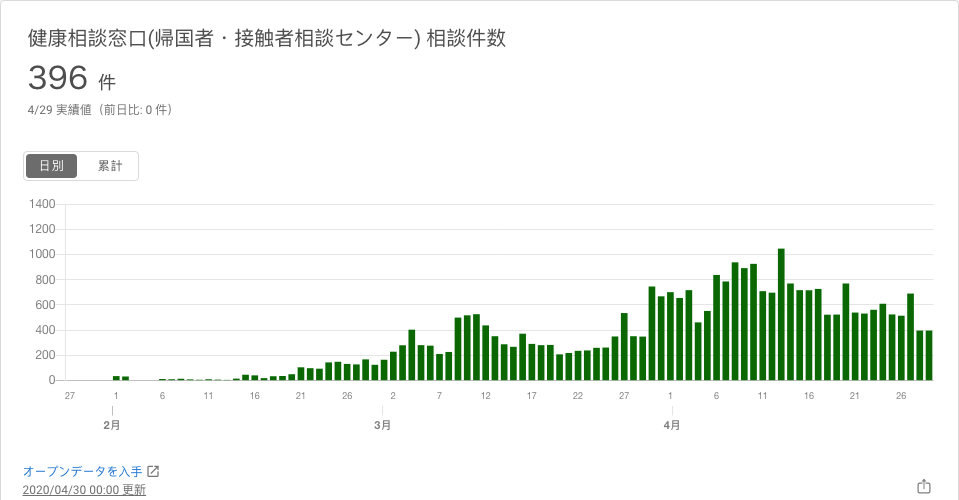 健康相談窓口(帰国者・接触者相談センター) 相談件数
396 件
4/29 実績値（前日比: 0 件）
日別 累計
1400
1200
1000
800
600
400
200
0
27 1 6 11 16 21 26 2 7 12 17 22 27 1 6 11 16 21 26
2月 3月 4月
オープンデータを入手
2020/04/30 00:00 更新